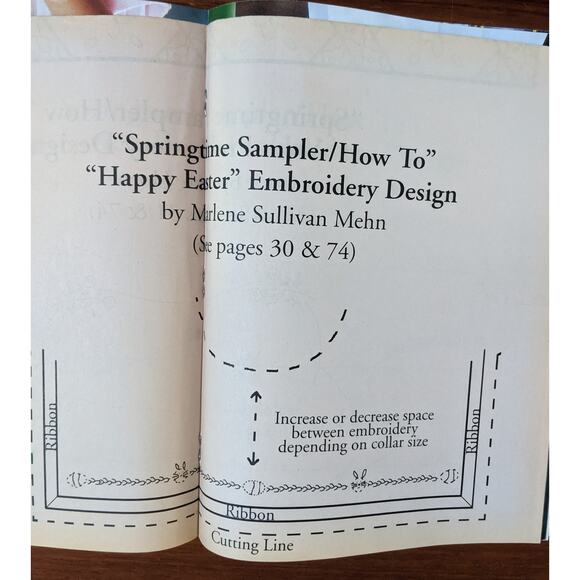 “Springtime Sampler/How To”
“Happy Easter” Embroidery Design
by Marlene Sullivan Mehn
(See pages 30 & 74)
Increase or decrease space
between embroidery
depending on collar size
Ribbon
Ribbon
Ribbon
Cutting Line